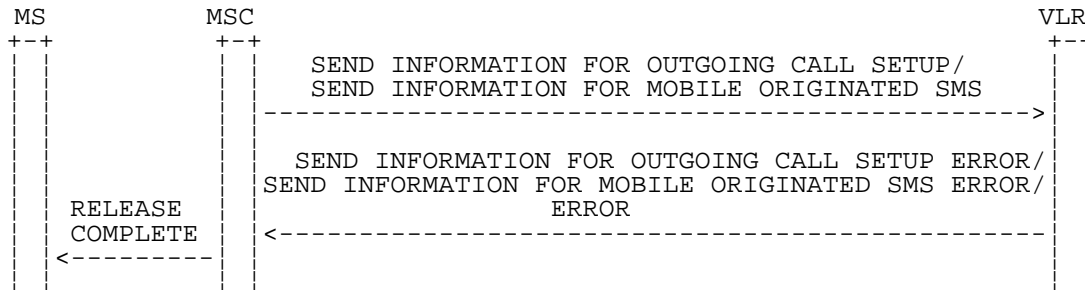 MS MSC VLR
SEND INFORMATION FOR OUTGOING CALL SETUP/
SEND INFORMATION FOR MOBILE ORIGINATED SMS
SEND INFORMATION FOR OUTGOING CALL SETUP ERROR/
SEND INFORMATION FOR MOBILE ORIGINATED SMS ERROR/
RELEASE ERROR
COMPLETE